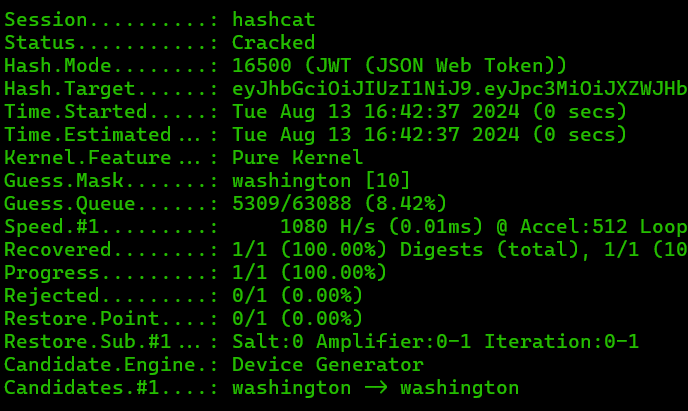 Session..........: hashcat
Status...........: Cracked
Hash.Mode........: 16500 (JWT (JSON Web Token))
Hash.Target......: eyJhbGciOiJIUzI1NiJ9.eyJpc3MiOiJXZWJHb
Time.Started.....: Tue Aug 13 16:42:37 2024 (0 secs)
Time.Estimated...: Tue Aug 13 16:42:37 2024 (0 secs)
Kernel.Feature...: Pure Kernel
Guess.Mask.......: washington [10]
Guess.Queue......: 5309/63088 (8.42%)
Speed.#1.........:     1080 H/s (0.01ms) @ Accel:512 Loop
Recovered........: 1/1 (100.00%) Digests (total), 1/1 (10
Progress.........: 1/1 (100.00%)
Rejected.........: 0/1 (0.00%)
Restore.Point....: 0/1 (0.00%)
Restore.Sub.#1...: Salt:0 Amplifier:0-1 Iteration:0-1
Candidate.Engine.: Device Generator
Candidates.#1....: washington -> washington